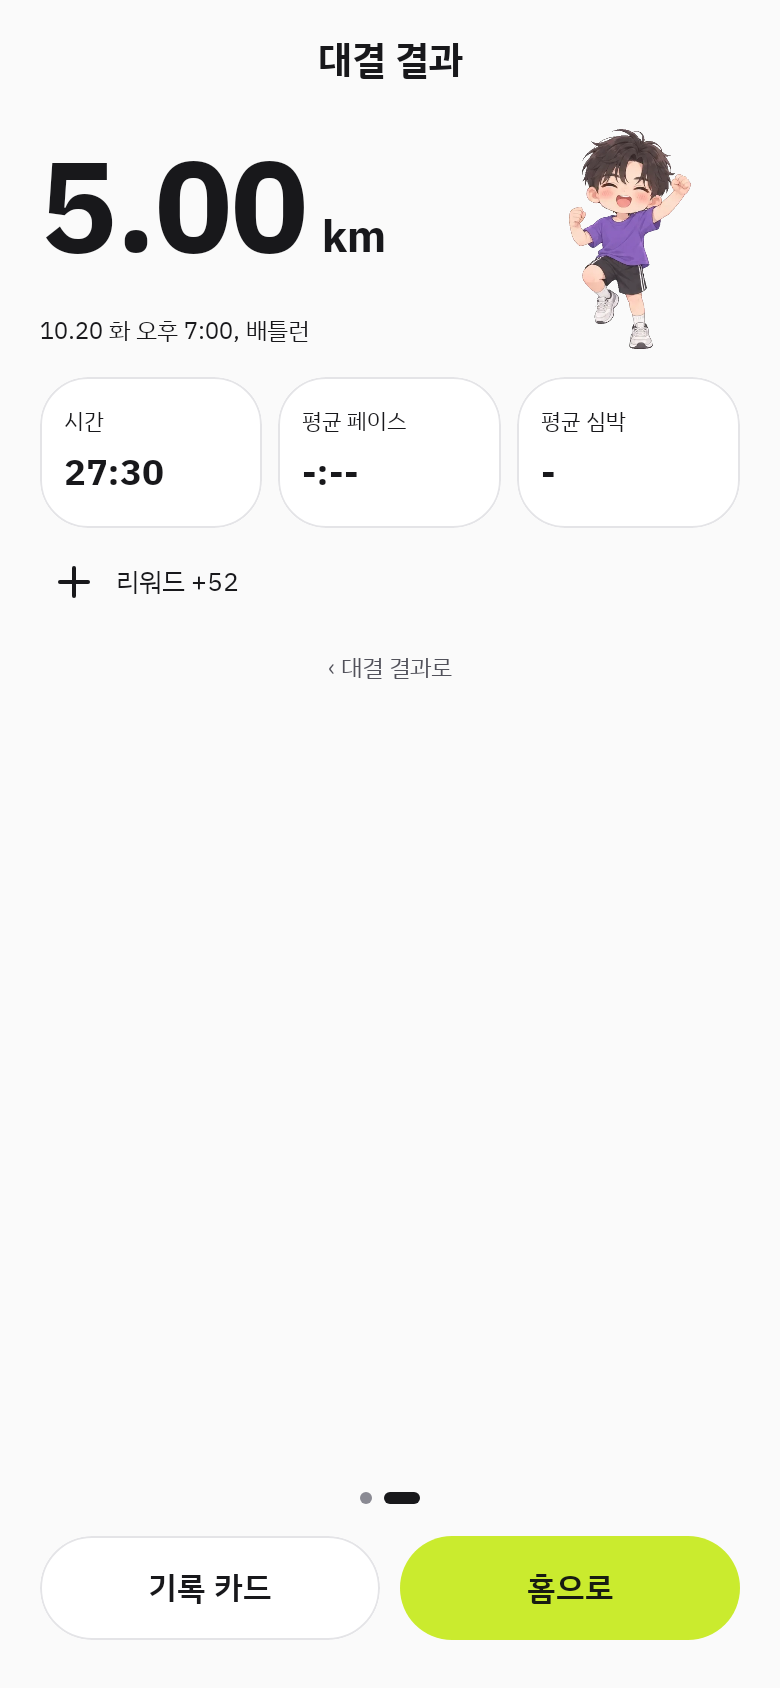 대결 결과
5.00 km
10.20 화 오후 7:00, 배틀런
시간
27:30
평균 페이스
-:--
평균 심박
-
리워드 +52
‹ 대결 결과로
기록 카드
홈으로